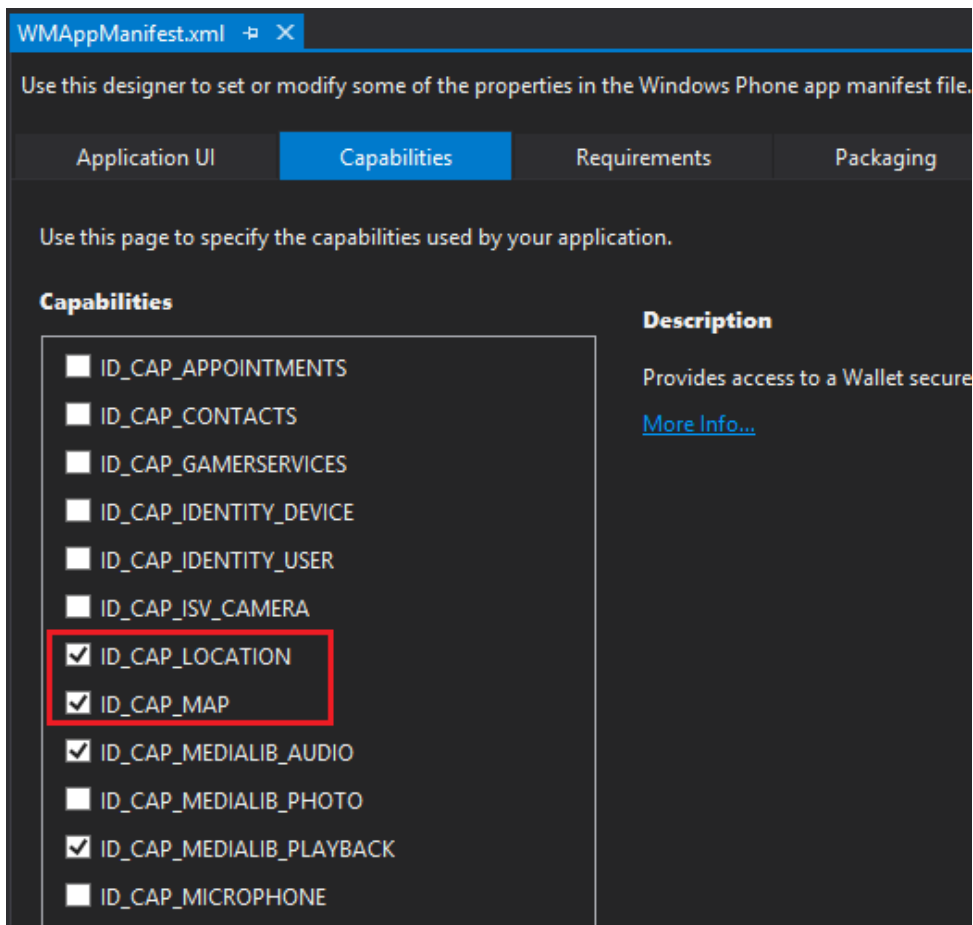 WMAppManifest.xml
Use this designer to set or modify some of the properties in the Windows Phone app manifest file.
Application UI Capabilities Requirements Packaging
Use this page to specify the capabilities used by your application.
Capabilities
ID_CAP_APPOINTMENTS
ID_CAP_CONTACTS
ID_CAP_GAMERSERVICES
ID_CAP_IDENTITY_DEVICE
ID_CAP_IDENTITY_USER
ID_CAP_ISV_CAMERA
ID_CAP_LOCATION
ID_CAP_MAP
ID_CAP_MEDIALIB_AUDIO
ID_CAP_MEDIALIB_PHOTO
ID_CAP_MEDIALIB_PLAYBACK
ID_CAP_MICROPHONE
Description
Provides access to a Wallet secure
More Info...